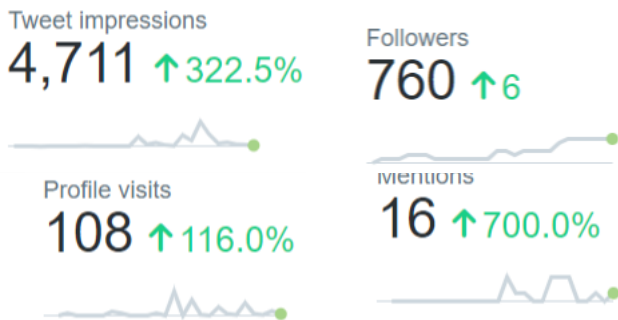 Tweet impressions
4,711 ↑ 322.5%
Followers
760 ↑ 6
Profile visits
108 ↑ 116.0%
Mentions
16 ↑ 700.0%